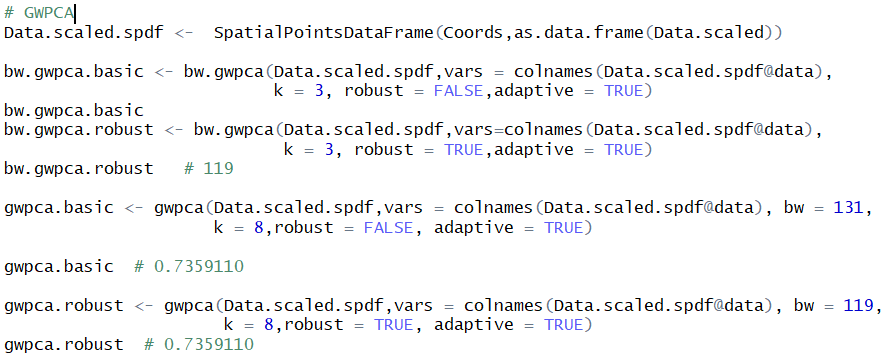 # GWPCA
Data.scaled.spdf <-  SpatialPointsDataFrame(Coords,as.data.frame(Data.scaled))
bw.gwpca.basic <- bw.gwpca(Data.scaled.spdf,vars = colnames(Data.scaled.spdf@data),
k = 3, robust = FALSE,adaptive = TRUE)
bw.gwpca.basic
bw.gwpca.robust <- bw.gwpca(Data.scaled.spdf,vars=colnames(Data.scaled.spdf@data),
k = 3, robust = TRUE,adaptive = TRUE)
bw.gwpca.robust   # 119
gwpca.basic <- gwpca(Data.scaled.spdf,vars = colnames(Data.scaled.spdf@data), bw = 131,
k = 8,robust = FALSE, adaptive = TRUE)
gwpca.basic  # 0.7359110
gwpca.robust <- gwpca(Data.scaled.spdf,vars = colnames(Data.scaled.spdf@data), bw = 119,
k = 8,robust = TRUE, adaptive = TRUE)
gwpca.robust  # 0.7359110